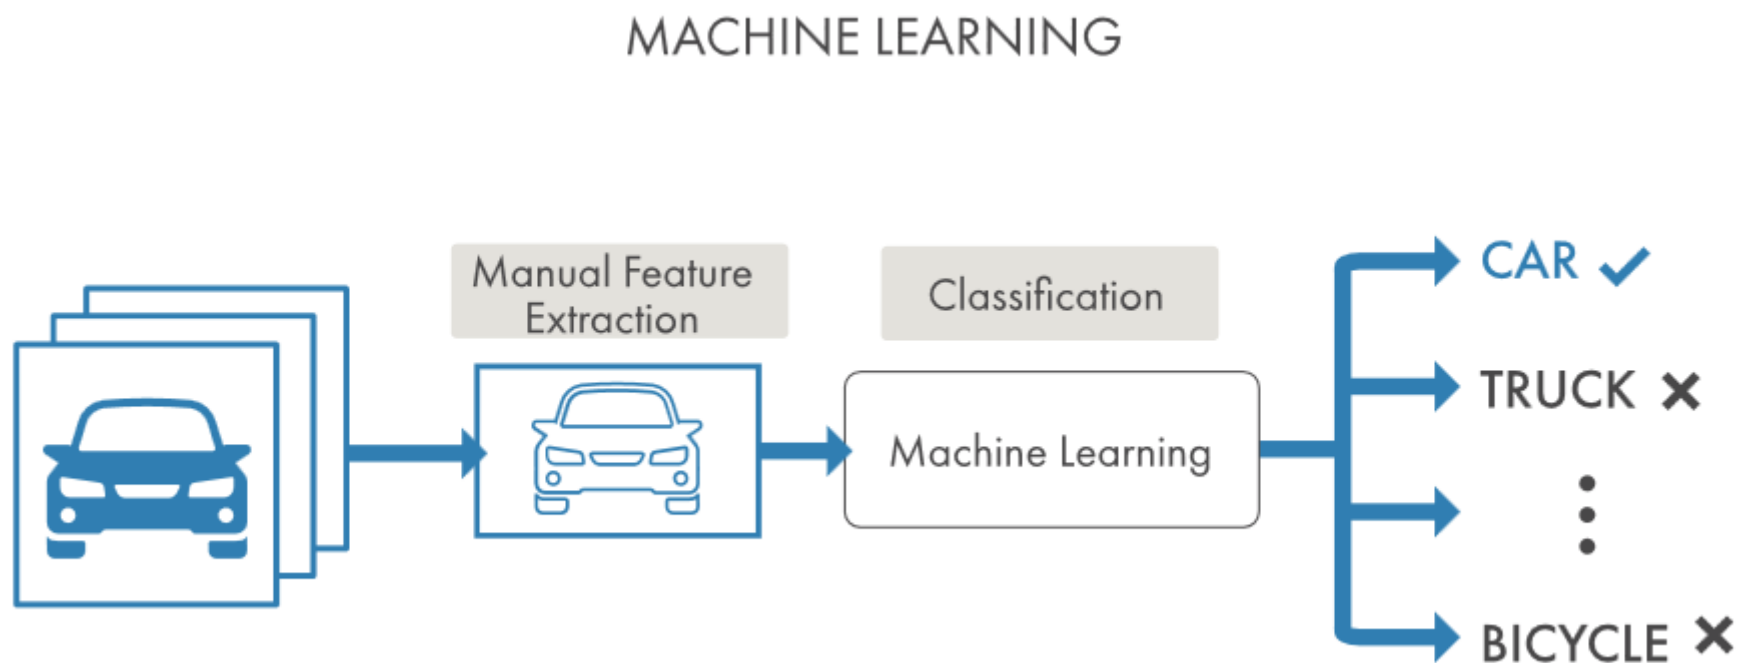 MACHINE LEARNING
Manual Feature
Extraction
Classification
Machine Learning
CAR
TRUCK
BICYCLE